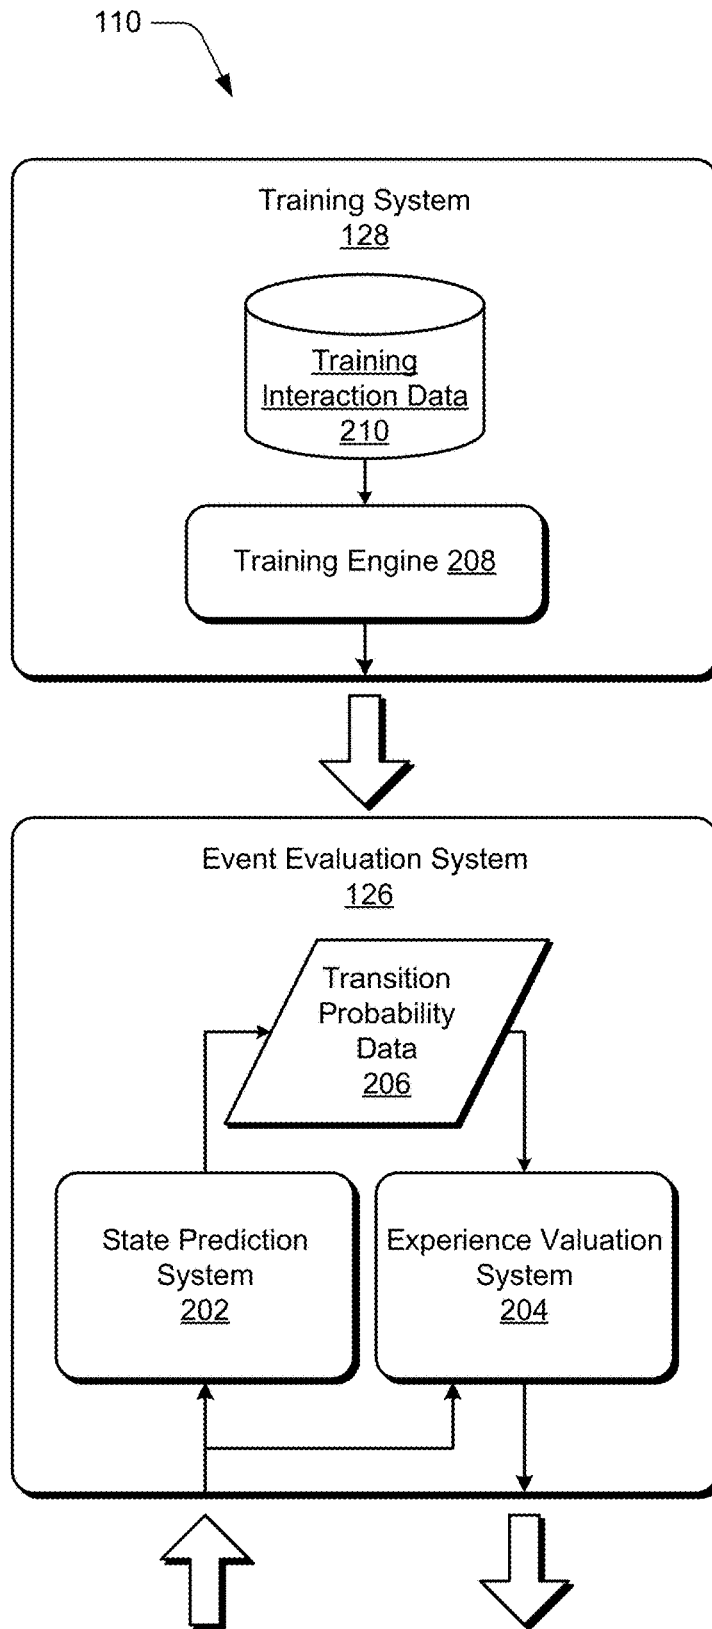 110
Training System
128
Training
Interaction Data
210
Training Engine 208
Event Evaluation System
126
Transition
Probability
Data
206
State Prediction
System
202
Experience Valuation
System
204